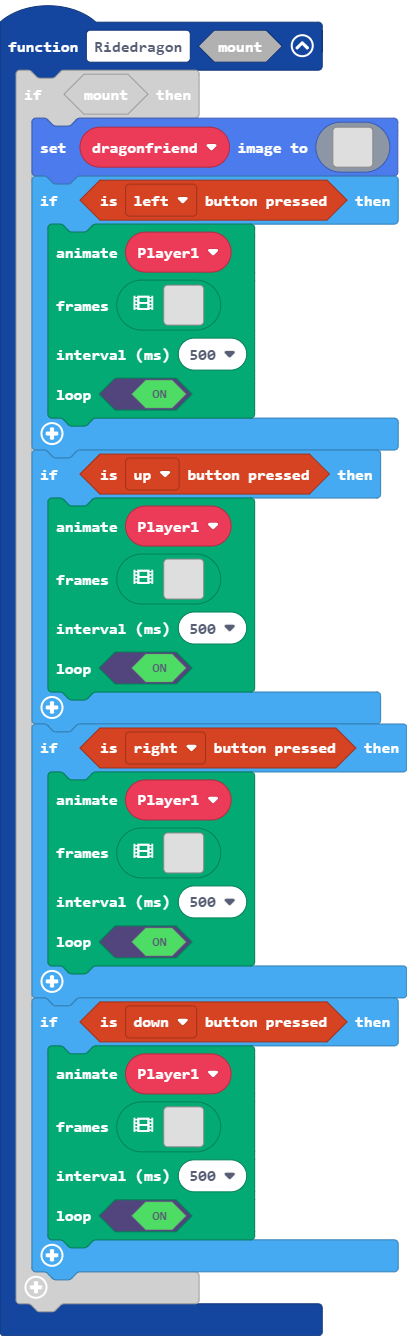 function Ridedragon mount
if mount then
set dragonfriend image to
if is left button pressed then
animate Player1
frames
interval (ms) 500
loop ON
if is up button pressed then
animate Player1
frames
interval (ms) 500
loop ON
if is right button pressed then
animate Player1
frames
interval (ms) 500
loop ON
if is down button pressed then
animate Player1
frames
interval (ms) 500
loop ON